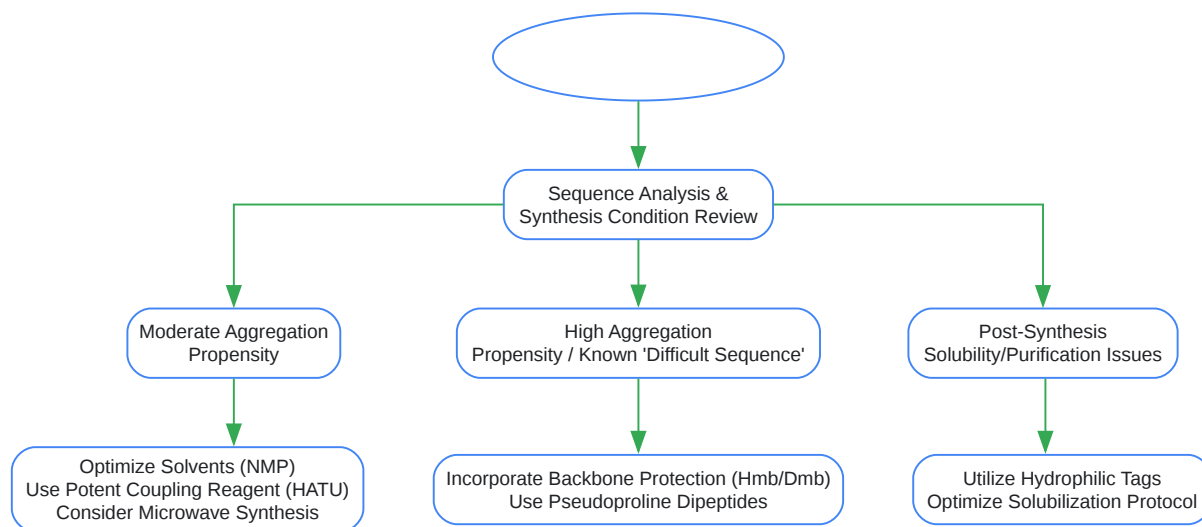 Sequence Analysis &
Synthesis Condition Review
Moderate Aggregation
Propensity
High Aggregation
Propensity / Known 'Difficult Sequence'
Post-Synthesis
Solubility/Purification Issues
Optimize Solvents (NMP)
Use Potent Coupling Reagent (HATU)
Consider Microwave Synthesis
Incorporate Backbone Protection (Hmb/Dmb)
Use Pseudoproline Dipeptides
Utilize Hydrophilic Tags
Optimize Solubilization Protocol